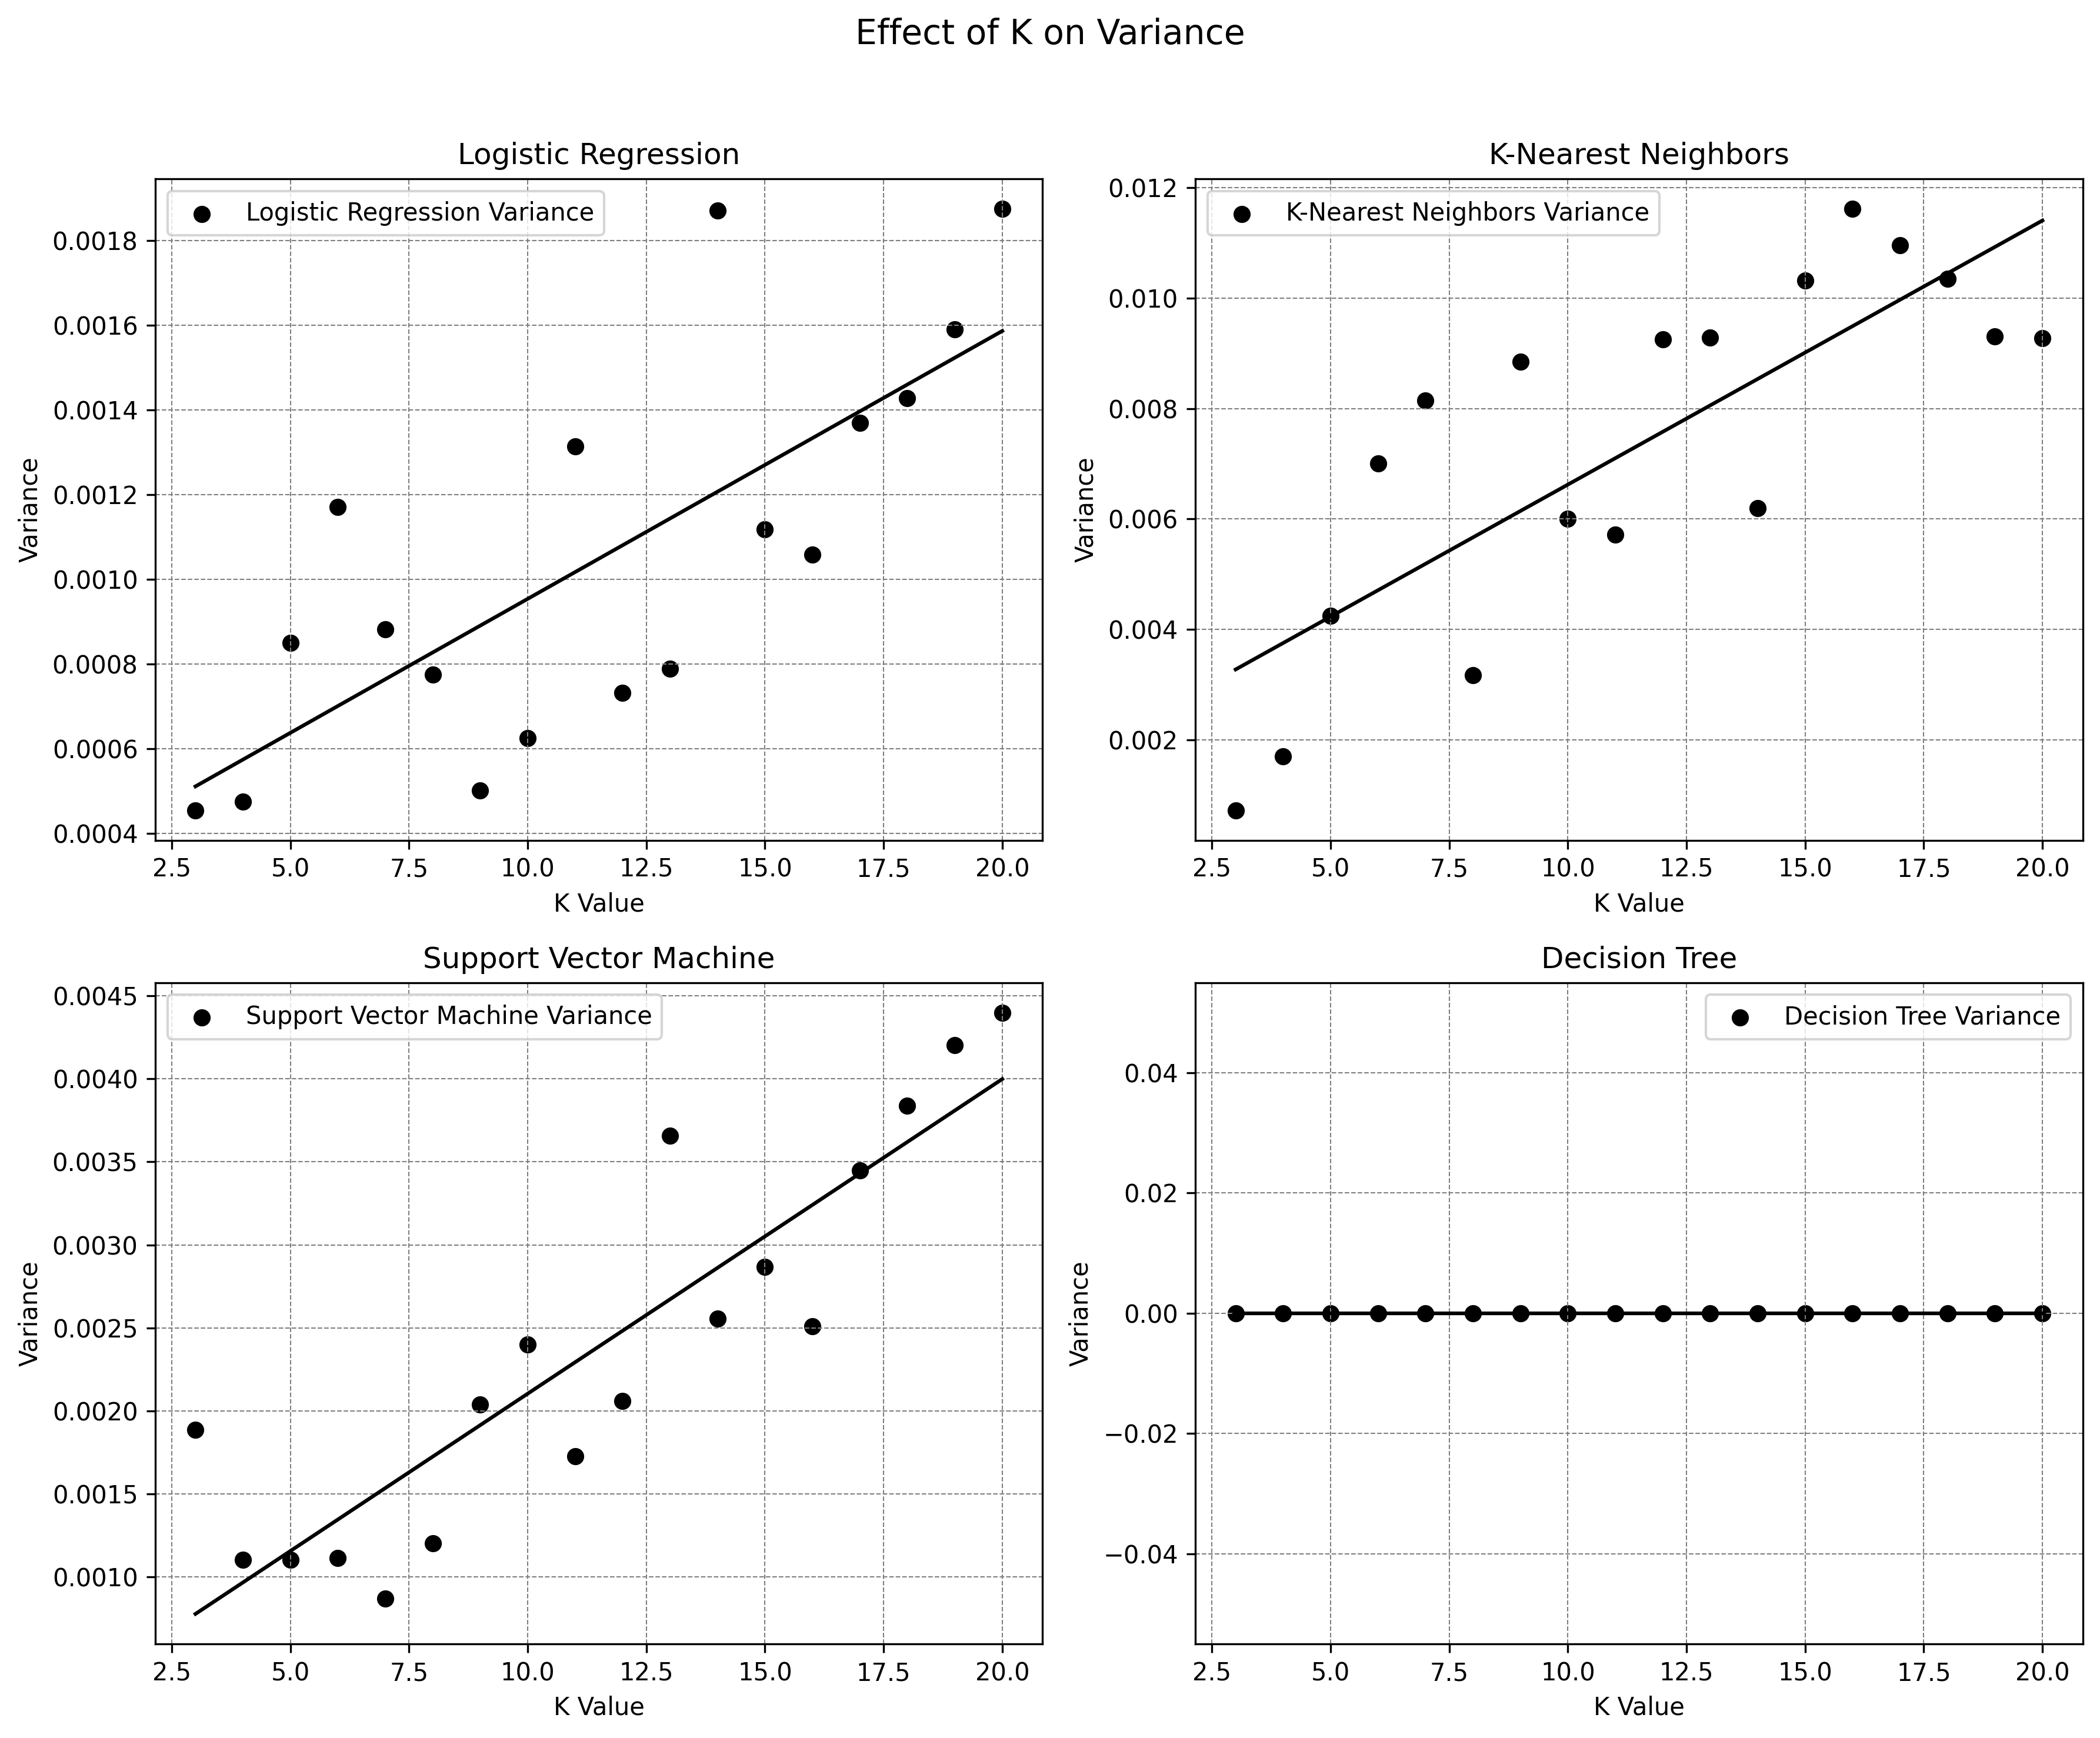 Effect of K on Variance
Logistic Regression
Logistic Regression Variance
Variance
0.0018
0.0016
0.0014
0.0012
0.0010
0.0008
0.0006
0.0004
2.5 5.0 7.5 10.0 12.5 15.0 17.5 20.0
K Value
K-Nearest Neighbors
K-Nearest Neighbors Variance
Variance
0.012
0.010
0.008
0.006
0.004
0.002
2.5 5.0 7.5 10.0 12.5 15.0 17.5 20.0
K Value
Support Vector Machine
Support Vector Machine Variance
Variance
0.0045
0.0040
0.0035
0.0030
0.0025
0.0020
0.0015
0.0010
2.5 5.0 7.5 10.0 12.5 15.0 17.5 20.0
K Value
Decision Tree
Decision Tree Variance
Variance
0.04
0.02
0.00
−0.02
−0.04
2.5 5.0 7.5 10.0 12.5 15.0 17.5 20.0
K Value